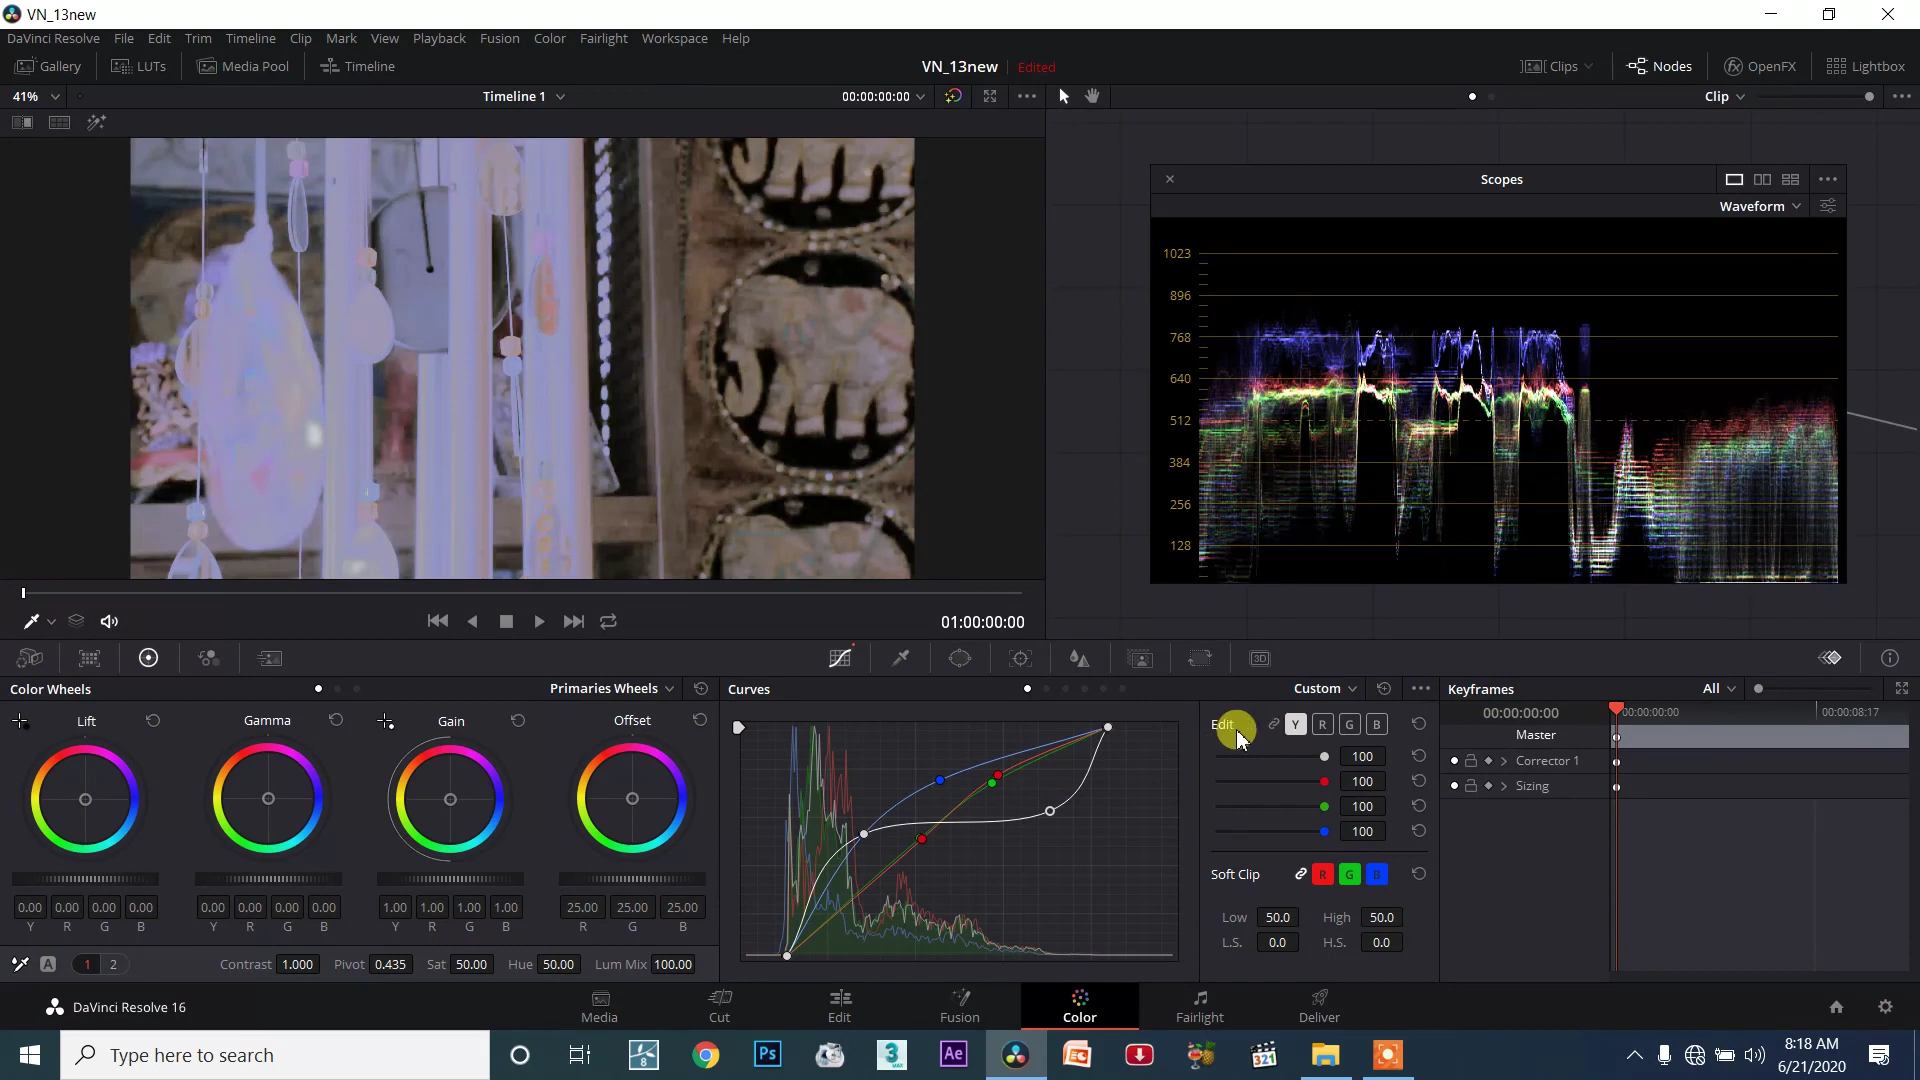 VN_13new
DaVinci Resolve File Edit Trim Timeline Clip Mark View Playback Fusion Color Fairlight Workspace Help
Gallery LUTs Media Pool Timeline VN_13new Edited Clips Nodes OpenFX Lightbox
41% Timeline 1 00:00:00:00 Clip
Scopes
Waveform
1023
896
768
640
512
384
256
128
01:00:00:00
3D
Color Wheels Primaries Wheels Curves Custom Keyframes All
Lift Gamma Gain Offset Edit Y R G B 00:00:00:00 00:00:00:00 00:00:08:17
Master
100 Corrector 1
100 Sizing
100
100
Soft Clip R G B
0.00 0.00 0.00 0.00 0.00 0.00 0.00 0.00 1.00 1.00 1.00 1.00 25.00 25.00 25.00 Low 50.0 High 50.0
Y R G B Y R G B Y R G B R G B L.S. 0.0 H.S. 0.0
A 1 2 Contrast 1.000 Pivot 0.435 Sat 50.00 Hue 50.00 Lum Mix 100.00
DaVinci Resolve 16 Media Cut Edit Fusion Color Fairlight Deliver
Type here to search 8 Ps 3 MAX Ae 321 8:18 AM
6/21/2020